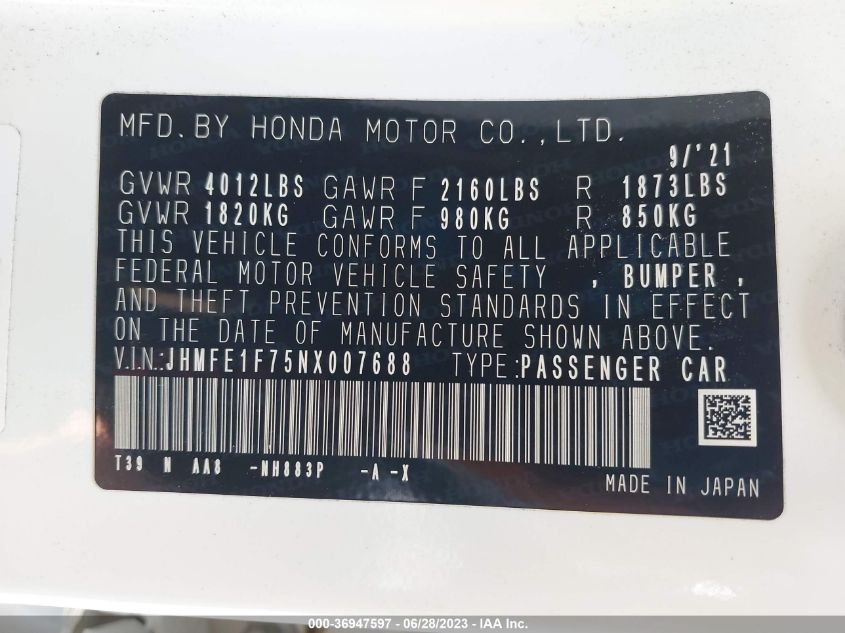 MFD.BY HONDA MOTOR CO.,LTD.
9/'21
GVWR 4012LBS GAWR F 2160LBS R 1873LBS
GVWR 1820KG GAWR F 980KG R 850KG
THIS VEHICLE CONFORMS TO ALL APPLICABLE
FEDERAL MOTOR VEHICLE SAFETY , BUMPER ,
AND THEFT PREVENTION STANDARDS IN EFFECT
ON THE DATE OF MANUFACTURE SHOWN ABOVE.
V.I.N.:JHMFE1F75NX007688 TYPE:PASSENGER CAR
T39 N AA8 -NH883P -A -X
MADE IN JAPAN
000-36947597 - 06/28/2023 - IAA Inc.